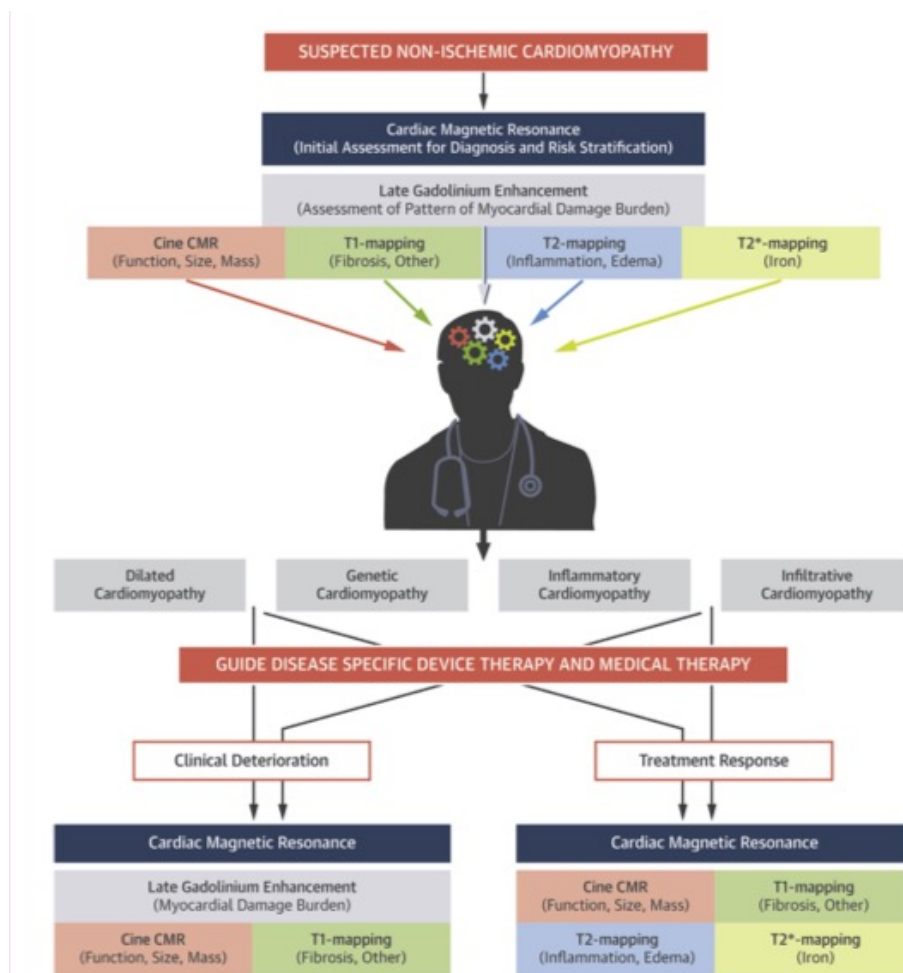 SUSPECTED NON-ISCHEMIC CARDIOMYOPATHY
Cardiac Magnetic Resonance
(Initial Assessment for Diagnosis and Risk Stratification)
Late Gadolinium Enhancement
(Assessment of Pattern of Myocardial Damage Burden)
Cine CMR
(Function, Size, Mass)
T1-mapping
(Fibrosis, Other)
T2-mapping
(Inflammation, Edema)
T2*-mapping
(Iron)
Dilated
Cardiomyopathy
Genetic
Cardiomyopathy
Inflammatory
Cardiomyopathy
Infiltrative
Cardiomyopathy
GUIDE DISEASE SPECIFIC DEVICE THERAPY AND MEDICAL THERAPY
Clinical Deterioration
Treatment Response
Cardiac Magnetic Resonance
Late Gadolinium Enhancement
(Myocardial Damage Burden)
Cine CMR
(Function, Size, Mass)
T1-mapping
(Fibrosis, Other)
Cardiac Magnetic Resonance
Cine CMR
(Function, Size, Mass)
T1-mapping
(Fibrosis, Other)
T2-mapping
(Inflammation, Edema)
T2*-mapping
(Iron)